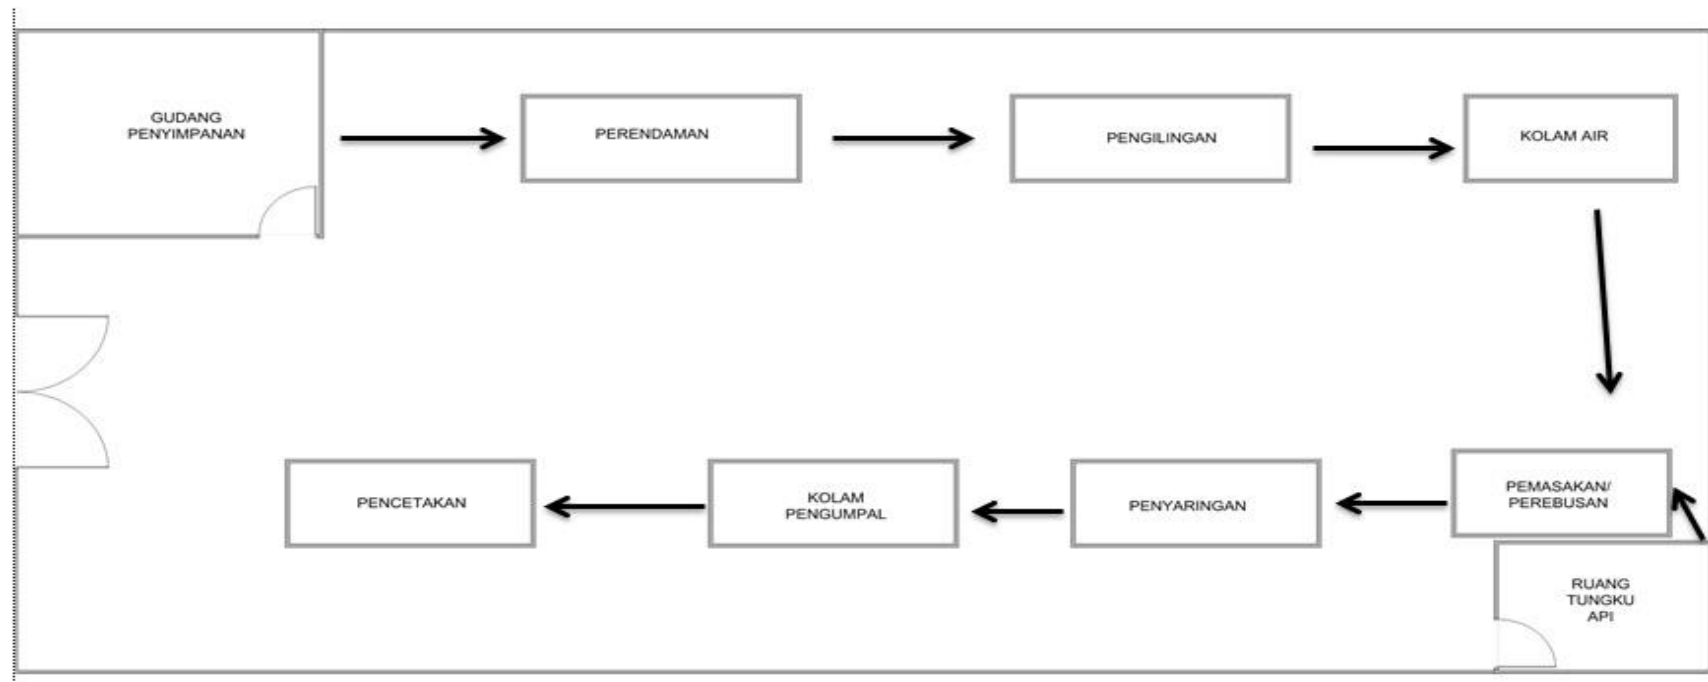 GUDANG
PENYIMPANAN
PERENDAMAN
PENGILINGAN
KOLAM AIR
PENCETAKAN
KOLAM
PENGUMPAL
PENYARINGAN
PEMASAKAN/
PEREBUSAN
RUANG
TUNGKU
API